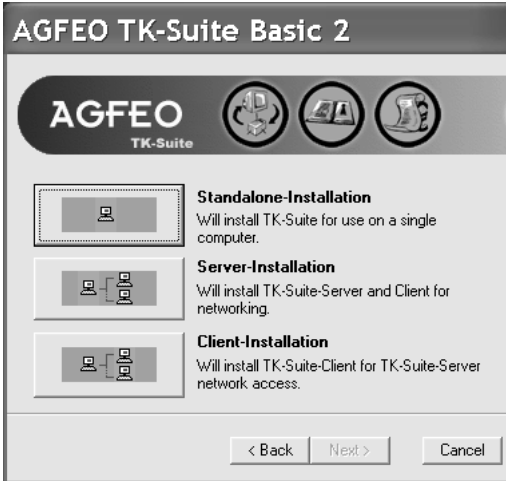 AGFEO TK-Suite Basic 2
AGFEO
TK-Suite
Standalone-Installation
Will install TK-Suite for use on a single
computer.
Server-Installation
Will install TK-Suite-Server and Client for
networking.
Client-Installation
Will install TK-Suite-Client for TK-Suite-Server
network access.
< Back Next > Cancel